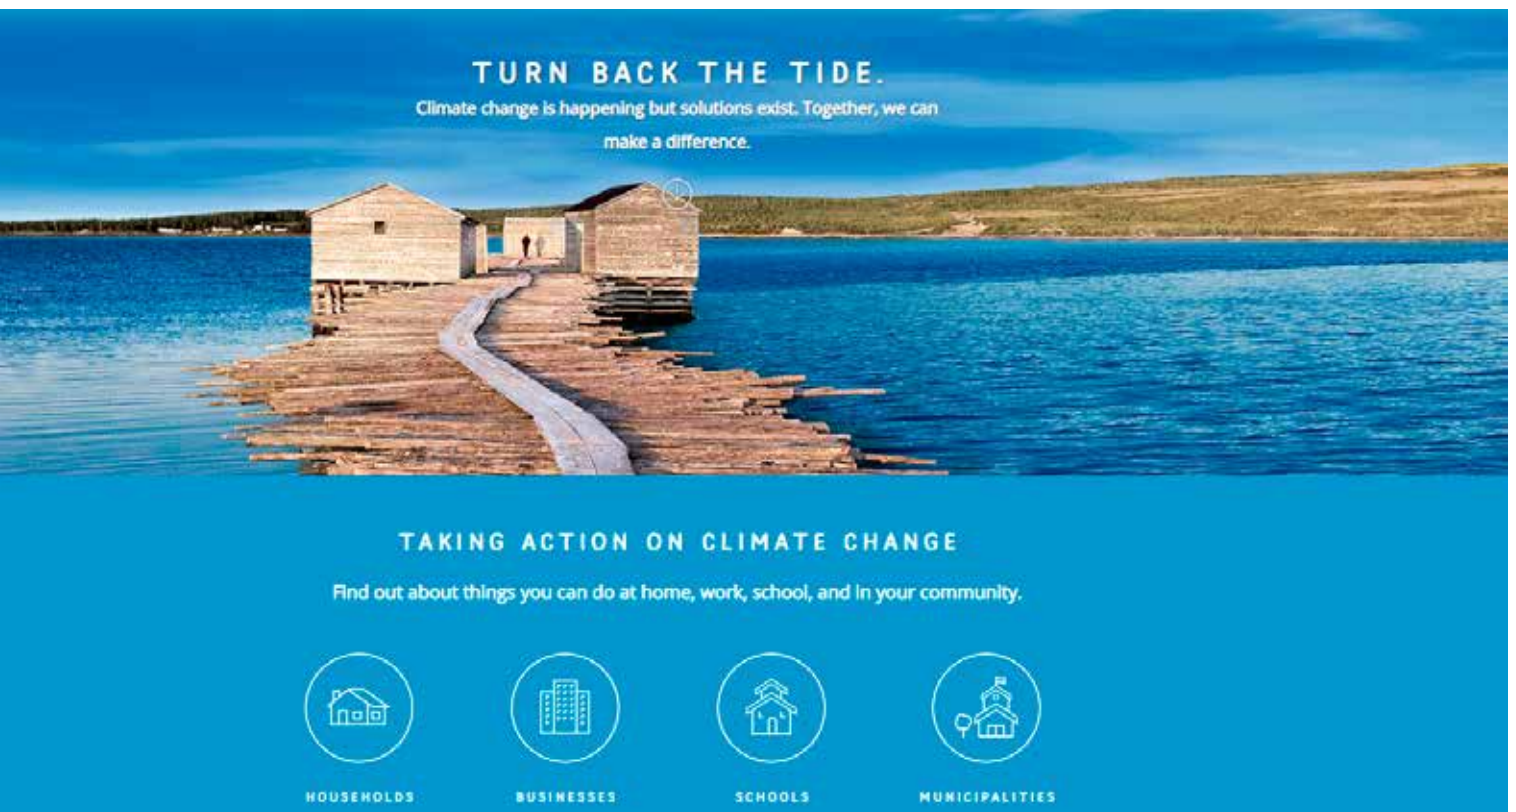 TURN BACK THE TIDE.
Climate change is happening but solutions exist. Together, we can
make a difference.
TAKING ACTION ON CLIMATE CHANGE
Find out about things you can do at home, work, school, and in your community.
HOUSEHOLDS BUSINESSES SCHOOLS MUNICIPALITIES